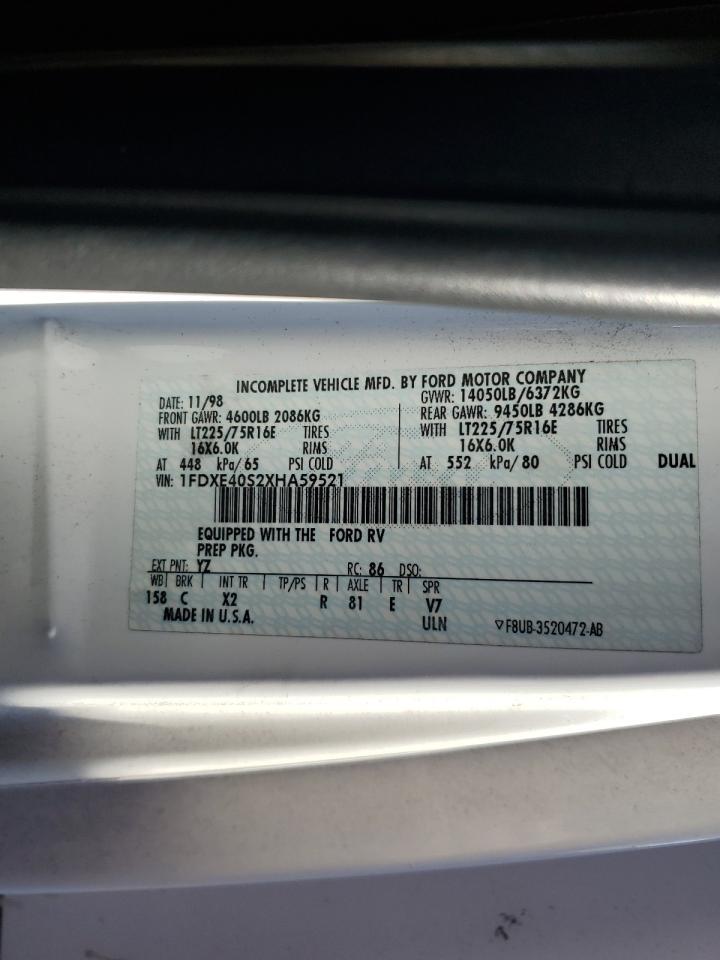 INCOMPLETE VEHICLE MFD. BY FORD MOTOR COMPANY
DATE: 11/98 GVWR: 14050LB/6372KG
FRONT GAWR: 4600LB 2086KG REAR GAWR: 9450LB 4286KG
WITH LT225/75R16E TIRES WITH LT225/75R16E TIRES
16X6.0K RIMS 16X6.0K RIMS
AT 448 kPa/65 PSI COLD AT 552 kPa/80 PSI COLD DUAL
VIN: 1FDXE40S2XHA59521
EQUIPPED WITH THE FORD RV
PREP PKG.
EXT PNT: YZ RC: 86 DSO:
WB BRK INT TR TP/PS R AXLE TR SPR
158 C X2 R 81 E V7
MADE IN U.S.A. ULN ▽F8UB-3520472-AB